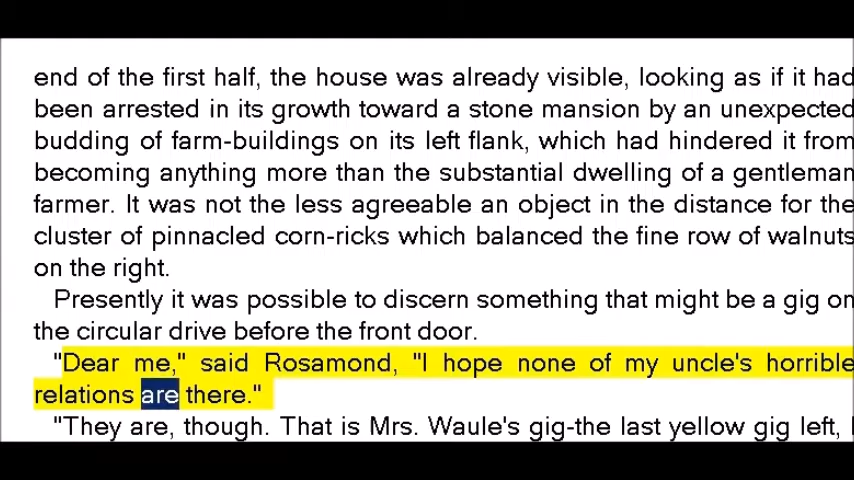 end of the first half, the house was already visible, looking as if it had
been arrested in its growth toward a stone mansion by an unexpected
budding of farm-buildings on its left flank, which had hindered it from
becoming anything more than the substantial dwelling of a gentleman
farmer. It was not the less agreeable an object in the distance for the
cluster of pinnacled corn-ricks which balanced the fine row of walnuts
on the right.
Presently it was possible to discern something that might be a gig on
the circular drive before the front door.
"Dear me," said Rosamond, "I hope none of my uncle's horrible
relations are there."
"They are, though. That is Mrs. Waule's gig-the last yellow gig left,